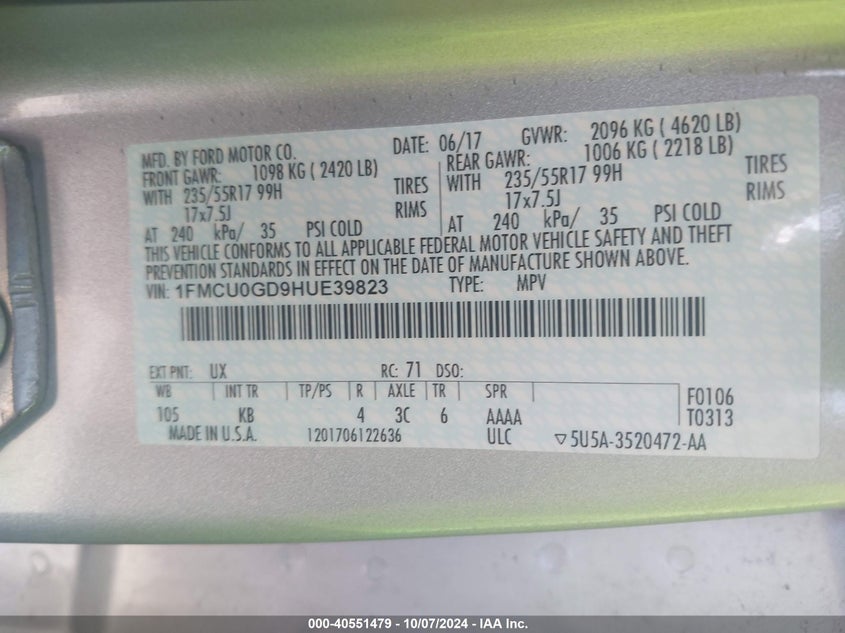 MFD. BY FORD MOTOR CO. DATE: 06/17 GVWR: 2096 KG ( 4620 LB)
FRONT GAWR: 1098 KG ( 2420 LB) REAR GAWR: 1006 KG ( 2218 LB)
WITH 235/55R17 99H TIRES WITH 235/55R17 99H TIRES
17x7.5J RIMS 17x7.5J RIMS
AT 240 kPa/ 35 PSI COLD AT 240 kPa/ 35 PSI COLD
THIS VEHICLE CONFORMS TO ALL APPLICABLE FEDERAL MOTOR VEHICLE SAFETY AND THEFT
PREVENTION STANDARDS IN EFFECT ON THE DATE OF MANUFACTURE SHOWN ABOVE.
VIN: 1FMCU0GD9HUE39823 TYPE: MPV
EXT PNT: UX RC: 71 DSO:
WB INT TR TP/PS R AXLE TR SPR F0106
105 KB 4 3C 6 AAAA T0313
MADE IN U.S.A. 1201706122636 ULC ▽5U5A-3520472-AA
000-40551479 - 10/07/2024 - IAA Inc.